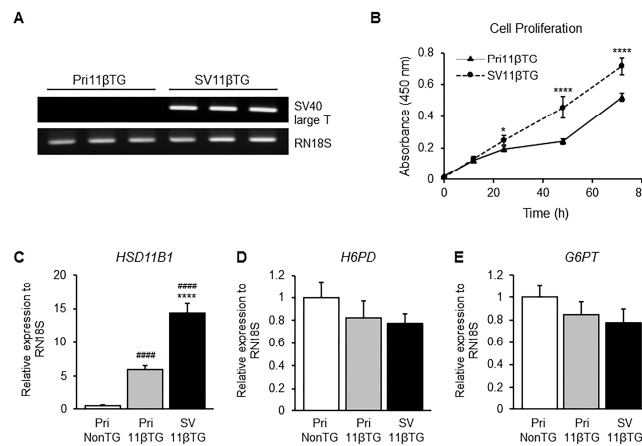 A
Pri11βTG
SV11βTG
SV40
large T
RN18S
B
Cell Proliferation
Pri11βTG
SV11βTG
****
****
*
Absorbance (450 nm)
0.8
0.6
0.4
0.2
0
0
20
40
60
8
Time (h)
C
HSD11B1
Relative expression to
RN18S
20
15
10
5
0
####
####
****
Pri
NonTG
Pri
11βTG
SV
11βTG
D
H6PD
Relative expression to
RN18S
1.2
1
0.8
0.6
0.4
0.2
0
Pri
NonTG
Pri
11βTG
SV
11βTG
E
G6PT
Relative expression to
RN18S
1.2
1
0.8
0.6
0.4
0.2
0
Pri
NonTG
Pri
11βTG
SV
11βTG